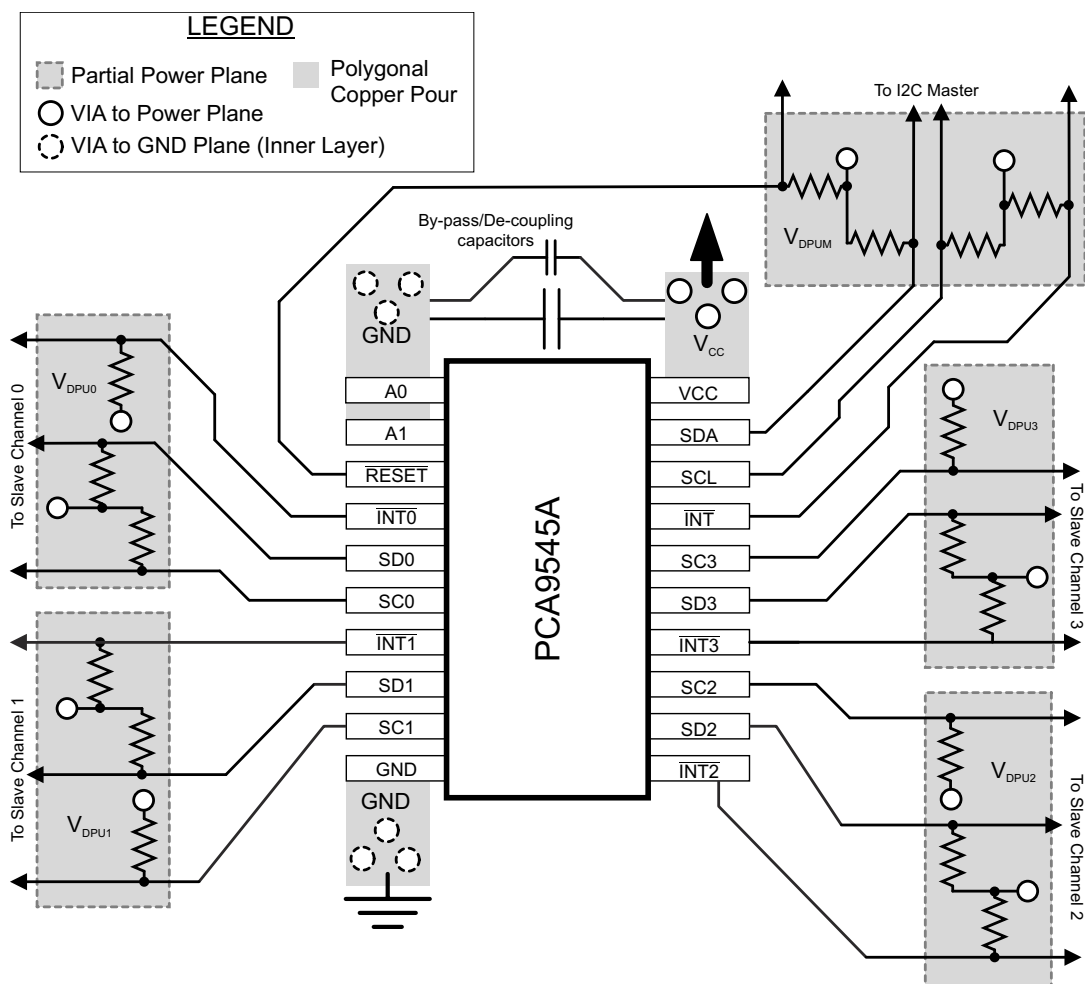 LEGEND
Partial Power Plane
Polygonal
Copper Pour
VIA to Power Plane
VIA to GND Plane (Inner Layer)
To I2C Master
By-pass/De-coupling
capacitors
VDPUM
GND
VCC
VDPU0
To Slave Channel 0
VDPU3
To Slave Channel 3
A0
A1
RESET
INT0
SD0
SC0
INT1
SD1
SC1
GND
PCA9545A
VCC
SDA
SCL
INT
SC3
SD3
INT3
SC2
SD2
INT2
To Slave Channel 1
VDPU1
GND
VDPU2
To Slave Channel 2